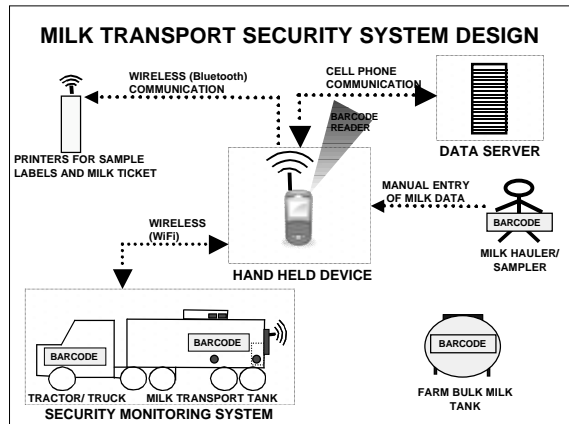 MILK TRANSPORT SECURITY SYSTEM DESIGN
WIRELESS (Bluetooth)
COMMUNICATION
CELL PHONE
COMMUNICATION
BARCODE
READER
PRINTERS FOR SAMPLE
LABELS AND MILK TICKET
DATA SERVER
MANUAL ENTRY
OF MILK DATA
BARCODE
MILK HAULER/
SAMPLER
WIRELESS
(WiFi)
HAND HELD DEVICE
BARCODE
BARCODE
TRACTOR/ TRUCK
MILK TRANSPORT TANK
SECURITY MONITORING SYSTEM
BARCODE
FARM BULK MILK
TANK